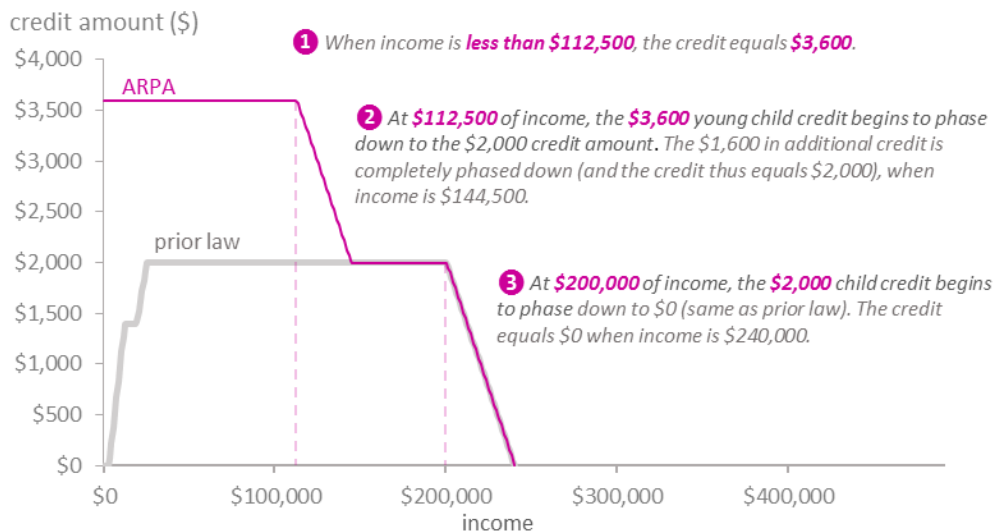 credit amount ($)
1 When income is less than $112,500, the credit equals $3,600.
$4,000
ARPA
$3,500
2 At $112,500 of income, the $3,600 young child credit begins to phase
down to the $2,000 credit amount. The $1,600 in additional credit is
completely phased down (and the credit thus equals $2,000), when
income is $144,500.
$3,000
$2,500
prior law
$2,000
3 At $200,000 of income, the $2,000 child credit begins
to phase down to $0 (same as prior law). The credit
equals $0 when income is $240,000.
$1,500
$1,000
$500
$0
$0
$100,000
$200,000
$300,000
$400,000
income